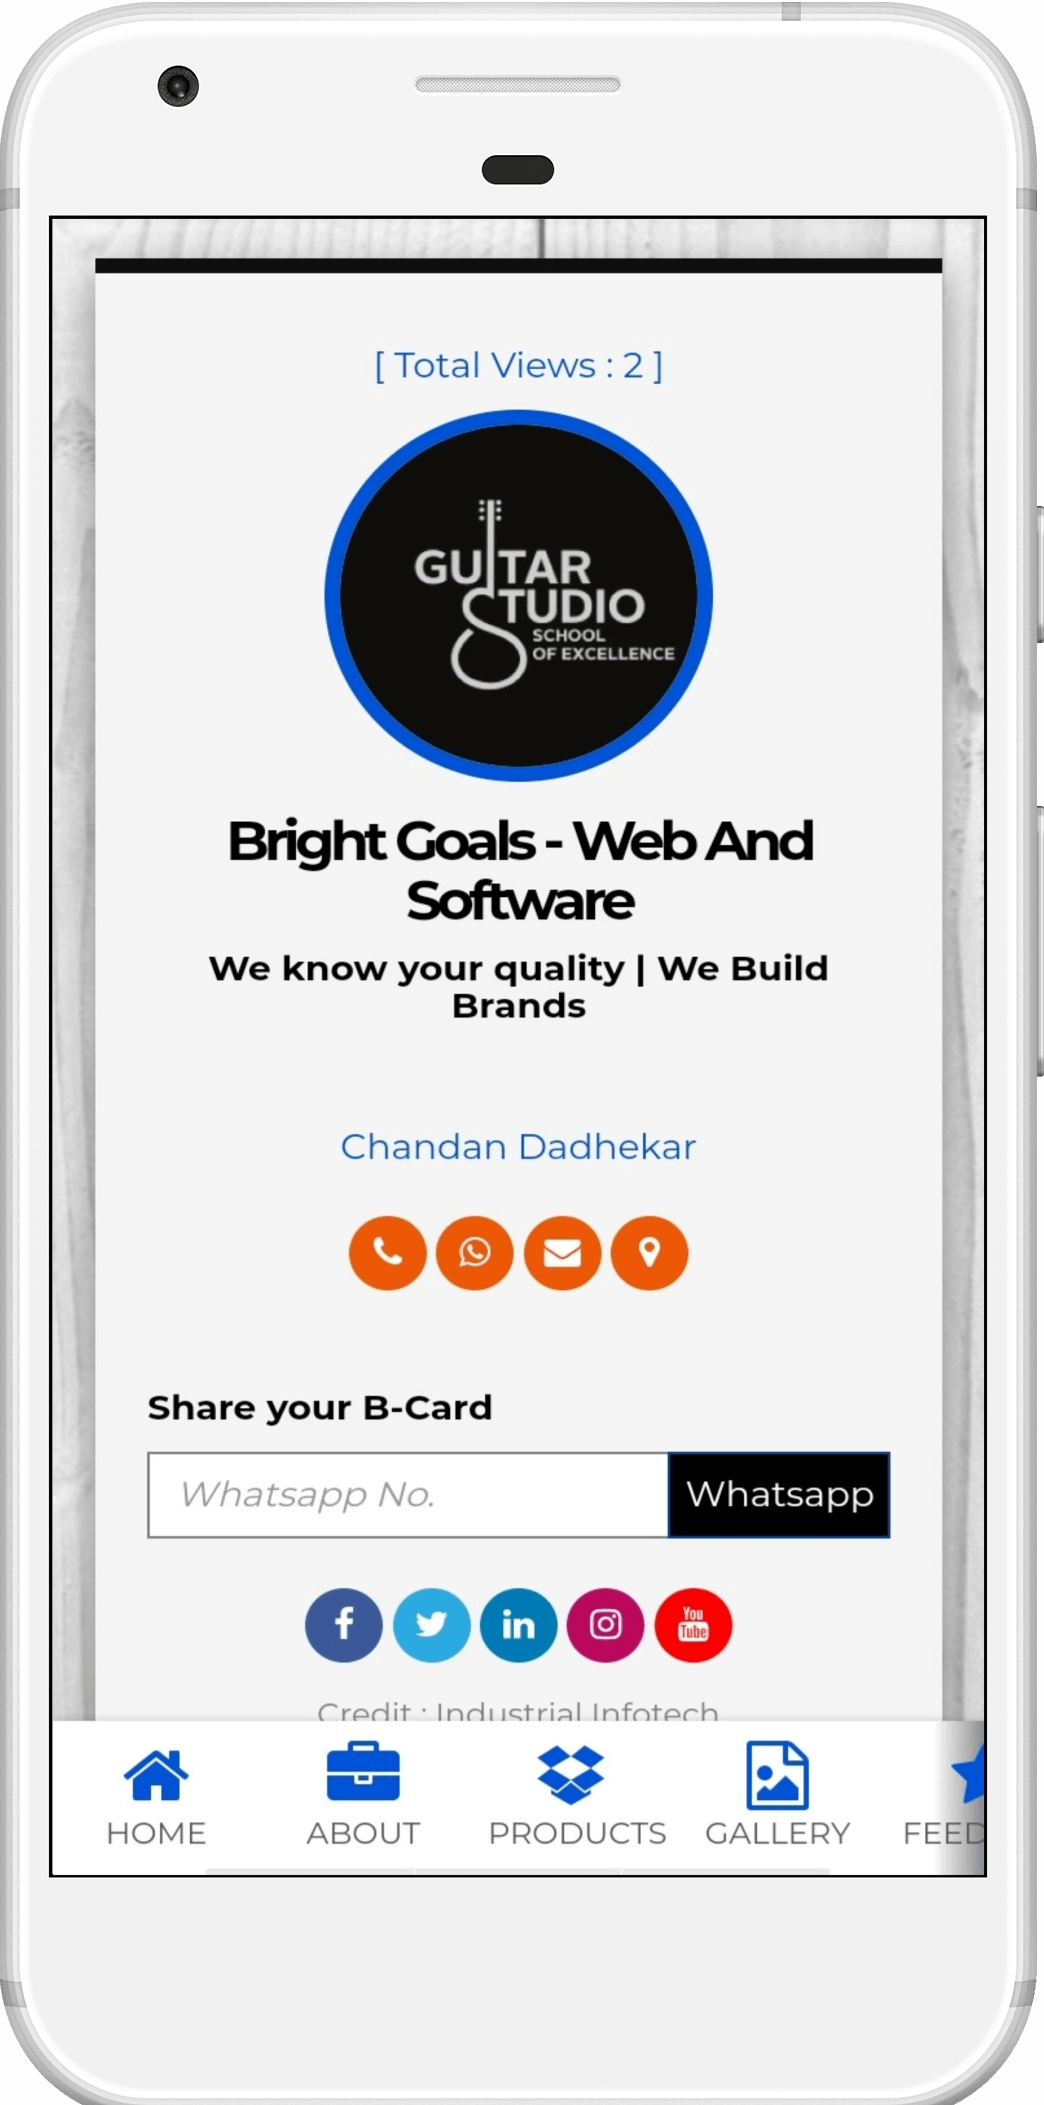 [ Total Views : 2 ]
GUITAR
STUDIO
SCHOOL
OF EXCELLENCE
Bright Goals - Web And
Software
We know your quality | We Build
Brands
Chandan Dadhekar
Share your B-Card
Whatsapp No.
Whatsapp
You
Tube
Credit : Industrial Infotech
HOME ABOUT PRODUCTS GALLERY FEED